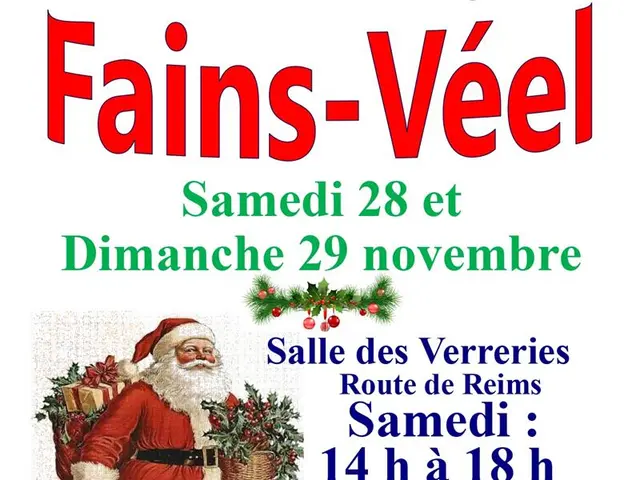 Fains-Véel
Samedi 28 et
Dimanche 29 novembre
Salle des Verreries
Route de Reims
Samedi :
14 h à 18 h